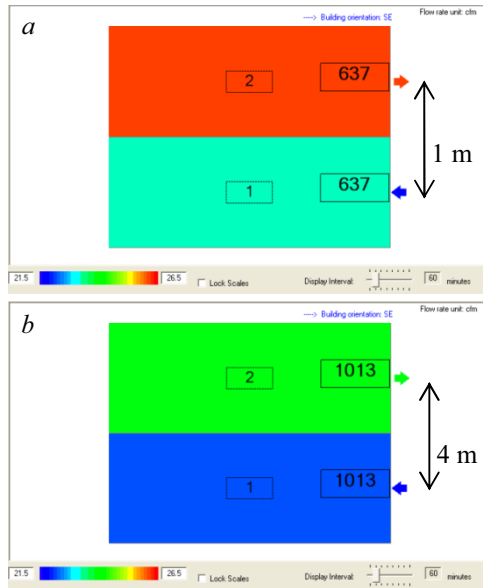 a
Building orientation: SE
Flow rate unit: cfm
2
637
1 m
1
637
21.5
26.5
Lock Scales
Display Interval:
60
minutes
b
Building orientation: SE
Flow rate unit: cfm
2
1013
4 m
1
1013
21.5
26.5
Lock Scales
Display Interval:
60
minutes